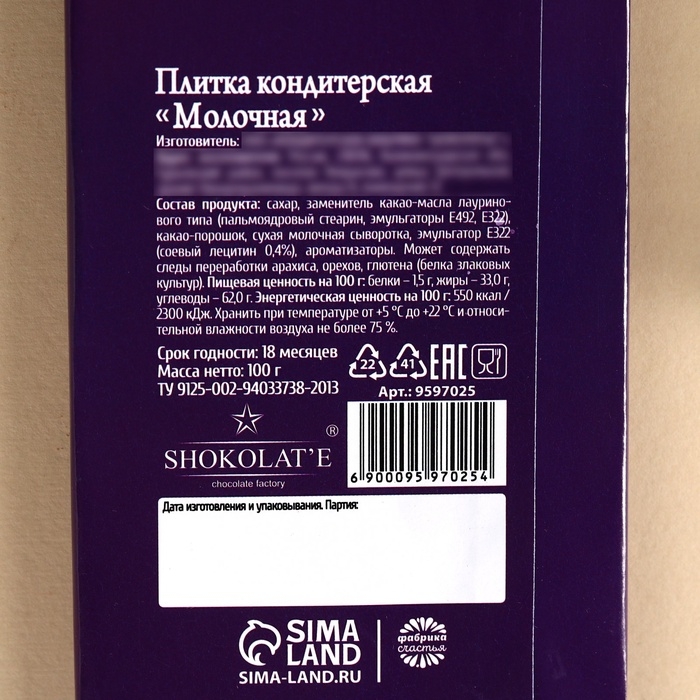 Плитка кондитерская
«Молочная»
Изготовитель:
Состав продукта: сахар, заменитель какао-масла лаурино-
вого типа (пальмоядровый стеарин, эмульгаторы Е492, Е322),
какао-порошок, сухая молочная сыворотка, эмульгатор Е322
(соевый лецитин 0,4%), ароматизаторы. Может содержать
следы переработки арахиса, орехов, глютена (белка злаковых
культур). Пищевая ценность на 100 г: белки – 1,5 г, жиры – 33,0 г,
углеводы – 62,0 г. Энергетическая ценность на 100 г: 550 ккал /
2300 кДж. Хранить при температуре от +5 °С до +22 °С и относи-
тельной влажности воздуха не более 75 %.
Срок годности: 18 месяцев
Масса нетто: 100 г
ТУ 9125-002-94033738-2013
22 41 EAC
Арт.: 9597025
6 900095 970254
SHOKOLAT'E ®
chocolate factory
Дата изготовления и упаковывания. Партия:
SIMA
LAND
SIMA-LAND.RU
фабрика
счастья